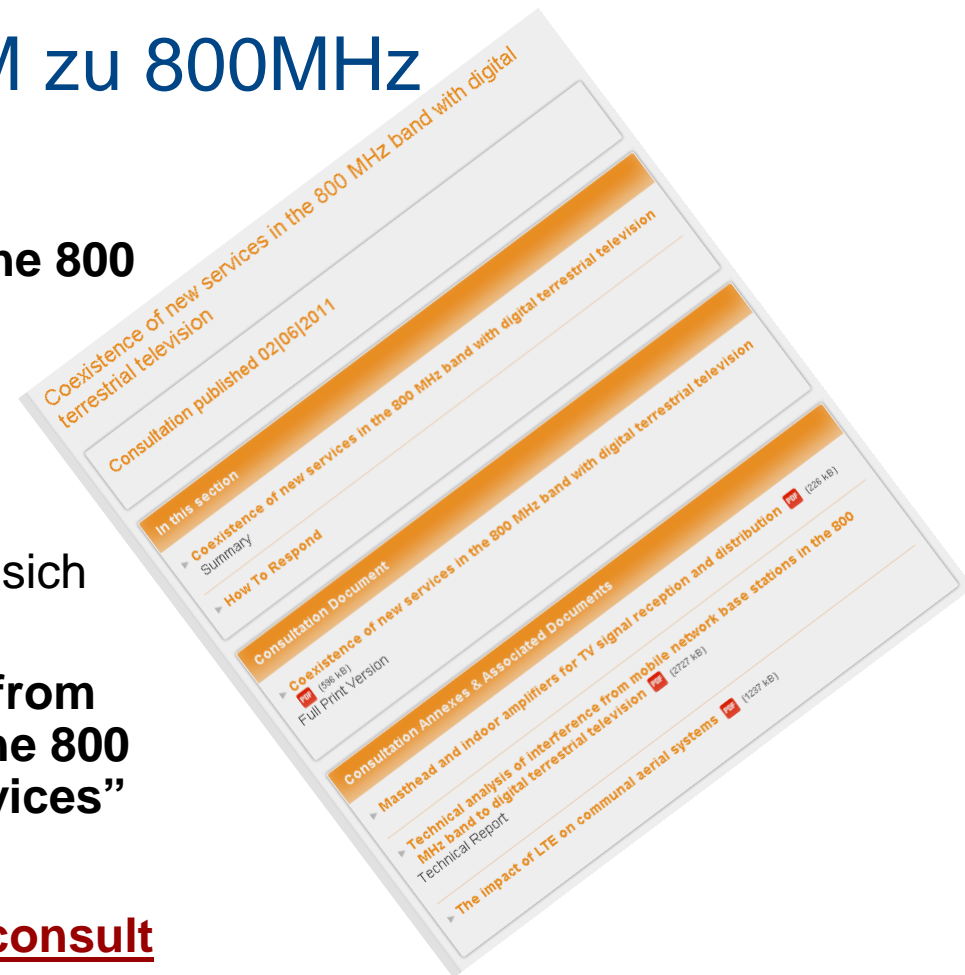 M zu 800MHz
he 800
sich
from
he 800
vices”
consult
Coexistence of new services in the 800 MHz band with digital
terrestrial television
Consultation published 02|06|2011
In this section
Coexistence of new services in the 800 MHz band with digital terrestrial television
Summary
How To Respond
Consultation Document
Coexistence of new services in the 800 MHz band with digital terrestrial television
PDF (596 kB)
Full Print Version
Consultation Annexes & Associated Documents
Masthead and indoor amplifiers for TV signal reception and distribution PDF (226 kB)
Technical analysis of interference from mobile network base stations in the 800
MHz band to digital terrestrial television PDF (2727 kB)
Technical Report
The impact of LTE on communal aerial systems PDF (1237 kB)